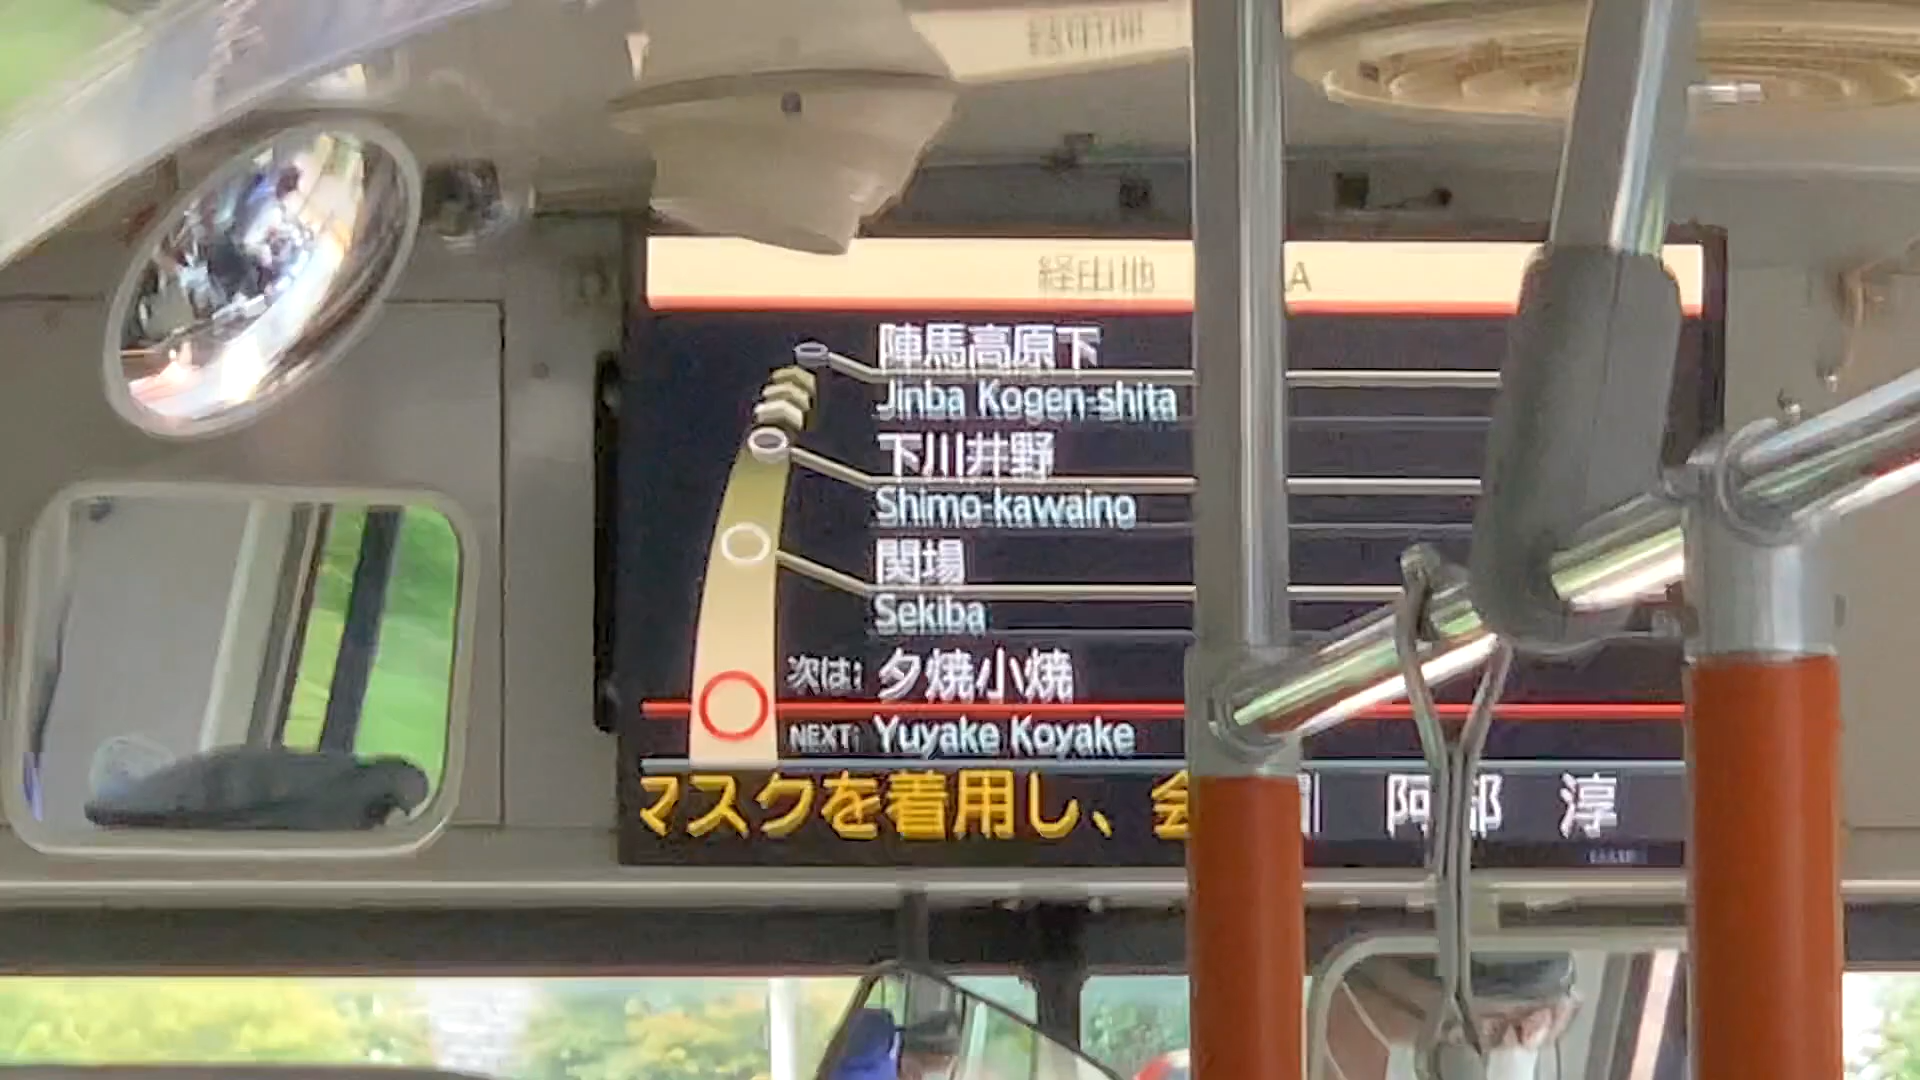 経由地
陣馬高原下
Jinba Kogen-shita
下川井野
Shimo-kawaino
関場
Sekiba
次は: 夕焼小焼
NEXT: Yuyake Koyake
マスクを着用し、会 阿部 淳